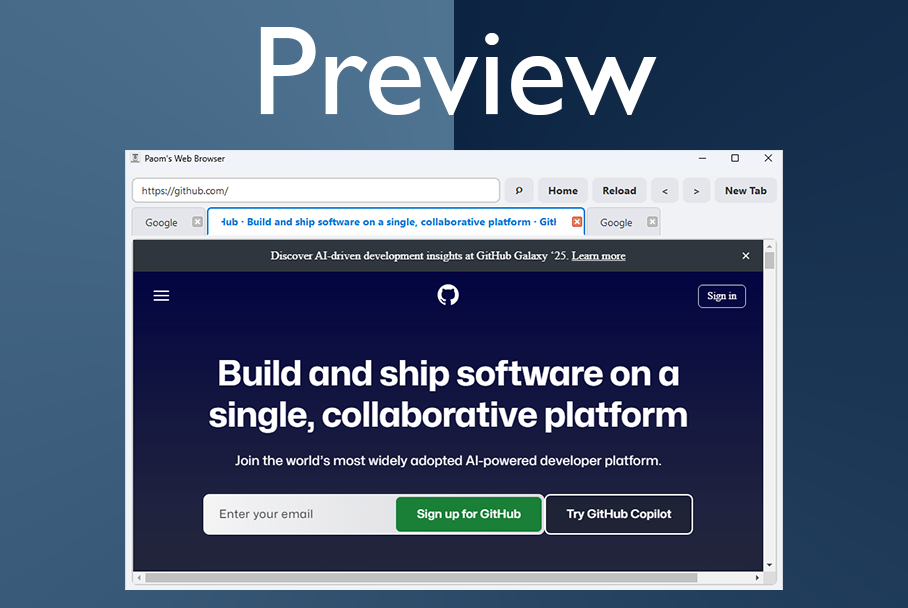 Preview
Paom's Web Browser
https://github.com/
Home
Reload
<
>
New Tab
Google
Hub · Build and ship software on a single, collaborative platform · Git
Google
Discover AI-driven development insights at GitHub Galaxy '25. Learn more
Sign in
Build and ship software on a
single, collaborative platform
Join the world's most widely adopted AI-powered developer platform.
Enter your email
Sign up for GitHub
Try GitHub Copilot